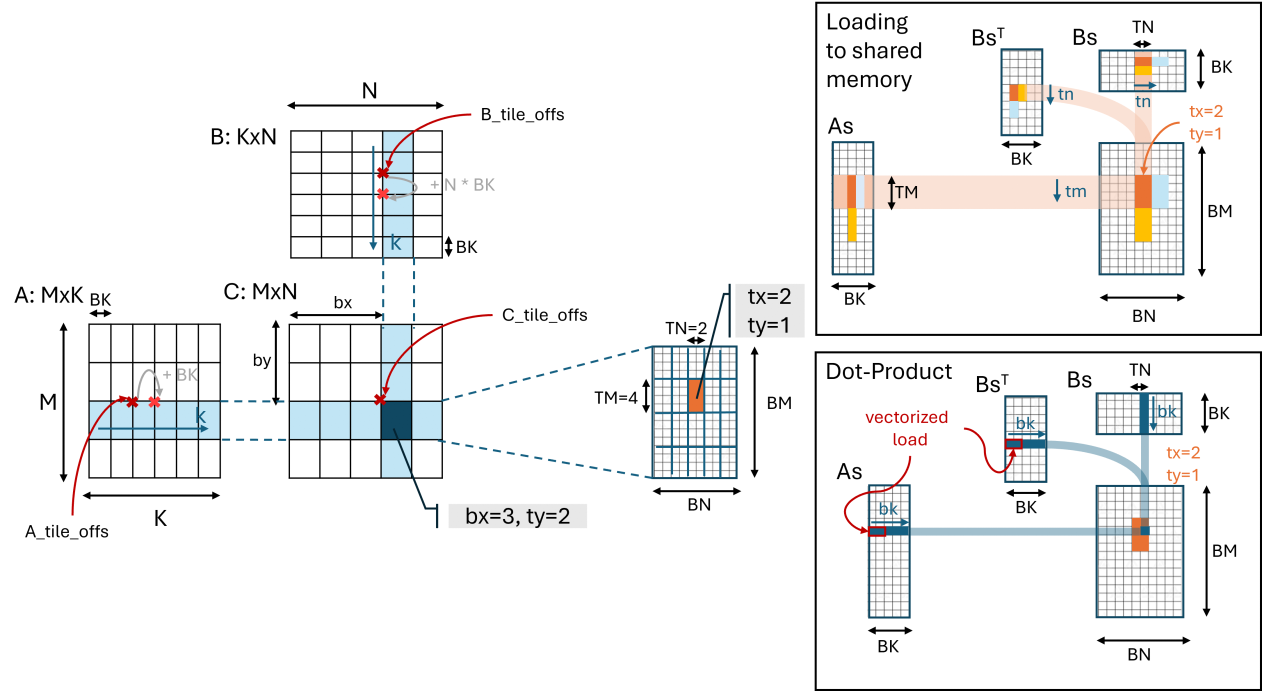 N
B: KxN
B_tile_offs
+ N * BK
k
BK
A: MxK
BK
M
+ BK
k
K
A_tile_offs
C: MxN
bx
by
C_tile_offs
bx=3, ty=2
tx=2
ty=1
TN=2
TM=4
BM
BN
Loading
to shared
memory
BsT
Bs
TN
BK
tn
tn
BK
tx=2
ty=1
As
TM
tm
BM
BK
BN
Dot-Product
BsT
Bs
TN
bk
bk
BK
vectorized
load
tx=2
ty=1
As
bk
BK
BM
BK
BN